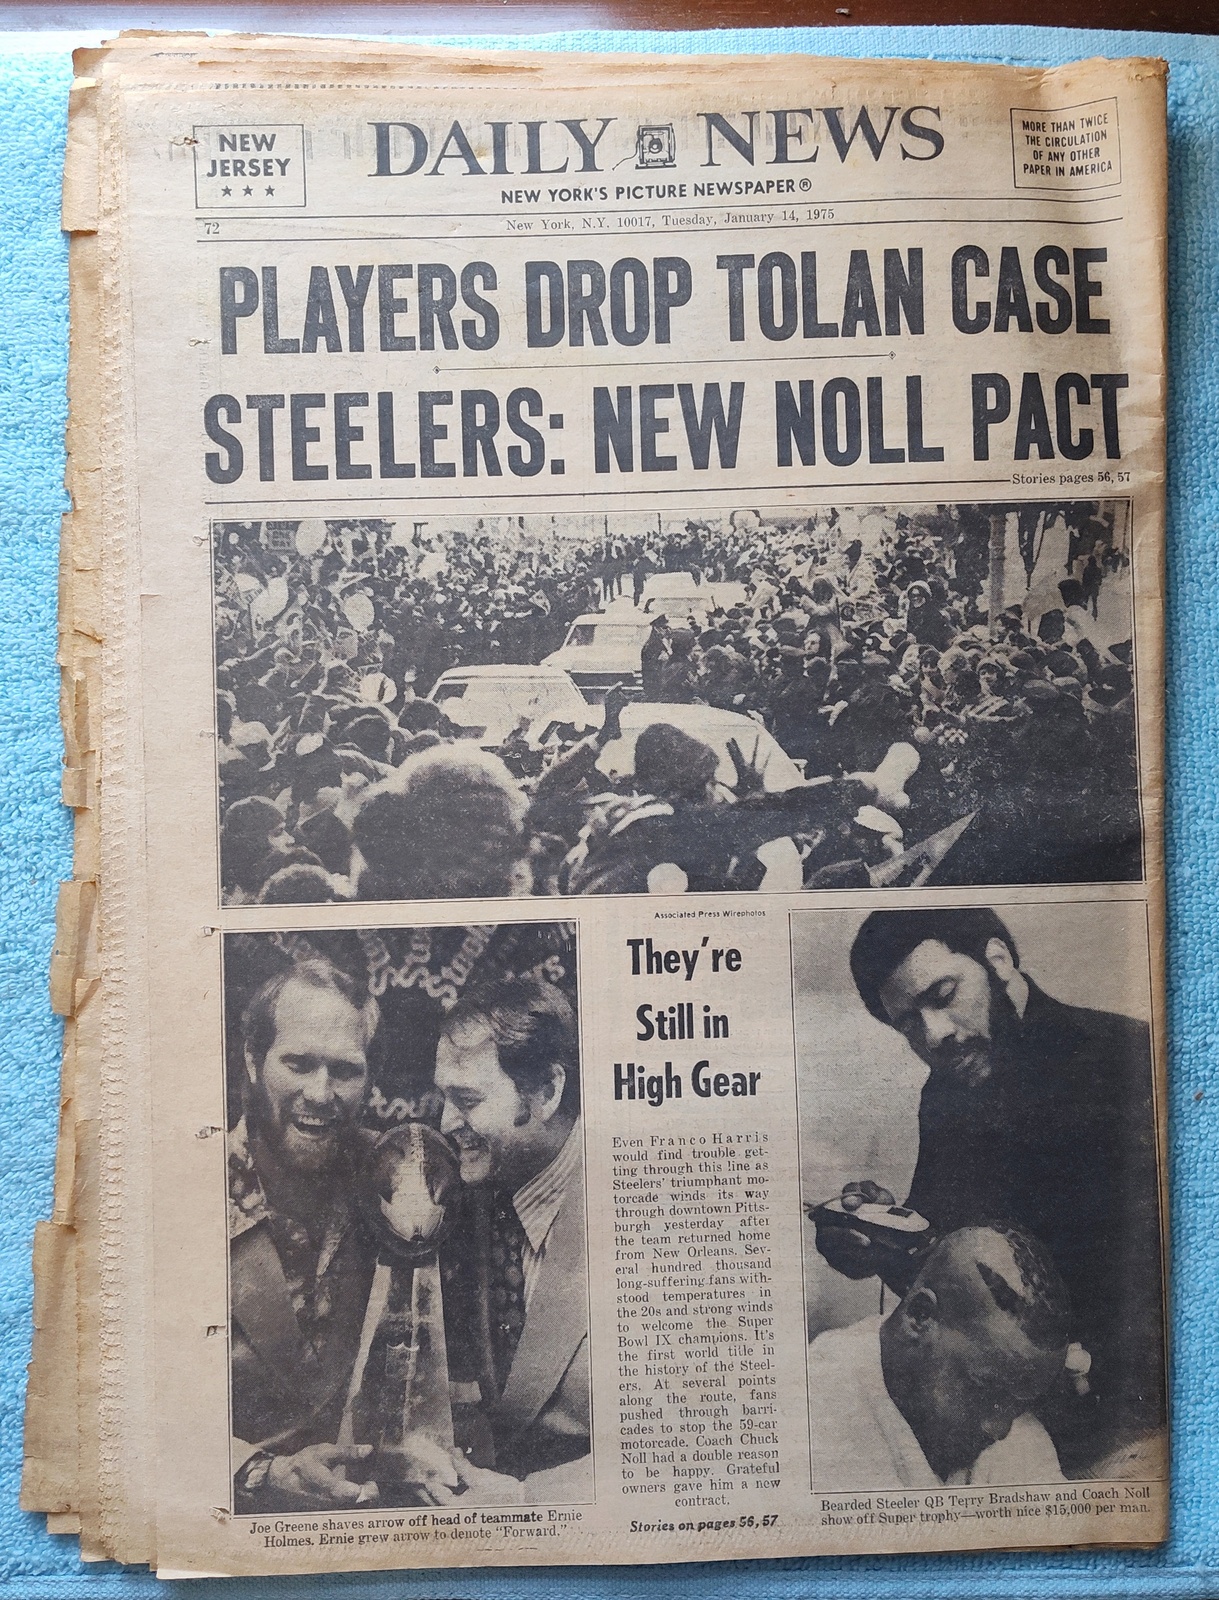 NEW
JERSEY
★ ★ ★
DAILY NEWS
NEW YORK'S PICTURE NEWSPAPER®
MORE THAN TWICE
THE CIRCULATION
OF ANY OTHER
PAPER IN AMERICA
72
New York, N.Y. 10017, Tuesday, January 14, 1975
PLAYERS DROP TOLAN CASE
STEELERS: NEW NOLL PACT
Stories pages 56, 57
Associated Press Wirephotos
They're
Still in
High Gear
Even Franco Harris
would find trouble get-
ting through this line as
Steelers' triumphant mo-
torcade winds its way
through downtown Pitts-
burgh yesterday after
the team returned home
from New Orleans. Sev-
eral hundred thousand
long-suffering fans with-
stood temperatures in
the 20s and strong winds
to welcome the Super
Bowl IX champions. It's
the first world title in
the history of the Steel-
ers. At several points
along the route, fans
pushed through barri-
cades to stop the 59-car
motorcade. Coach Chuck
Noll had a double reason
to be happy. Grateful
owners gave him a new
contract.
Stories on pages 56, 57
Joe Greene shaves arrow off head of teammate Ernie
Holmes. Ernie grew arrow to denote "Forward."
Bearded Steeler QB Terry Bradshaw and Coach Noll
show off Super trophy—worth nice $15,000 per man.